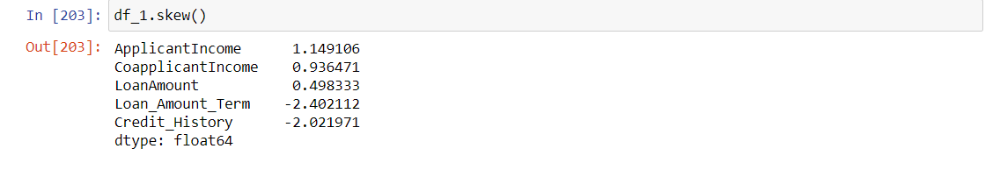 In [203]: df_1.skew()
Out[203]: ApplicantIncome 1.149106
CoapplicantIncome 0.936471
LoanAmount 0.498333
Loan_Amount_Term -2.402112
Credit_History -2.021971
dtype: float64